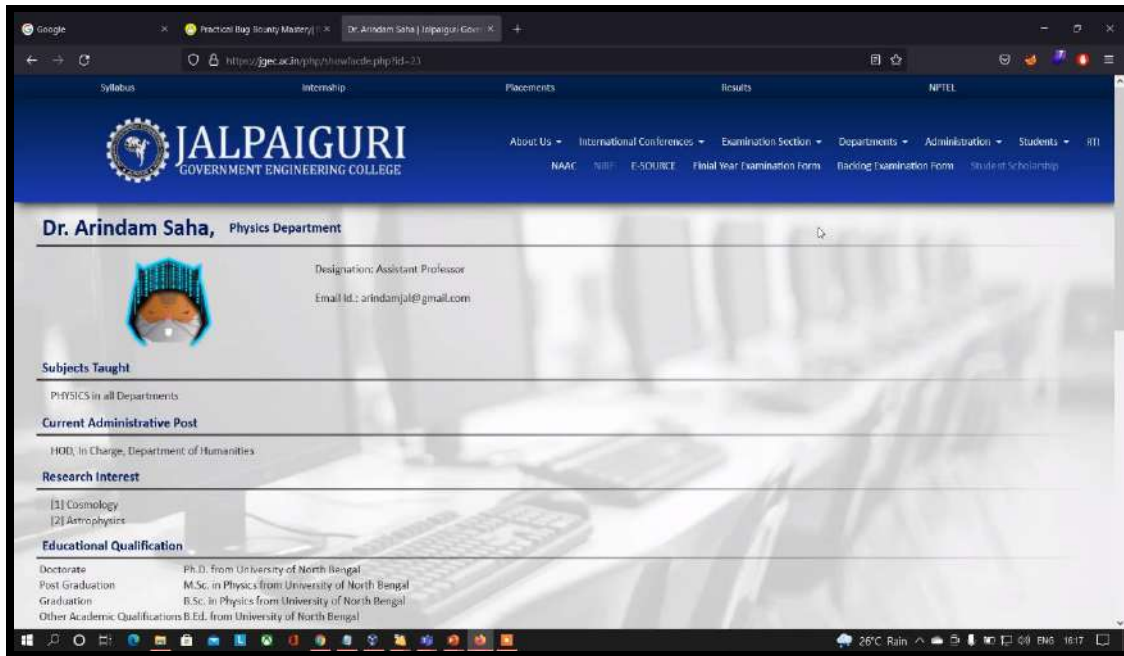 Google
Practical Bug Bounty Mastery|
Dr. Arindam Saha | Jalpaiguri Gover
https://jgec.ac.in/php/showfacde.php?id=23
Syllabus Internship Placements Results NPTEL
JALPAIGURI
GOVERNMENT ENGINEERING COLLEGE
About Us International Conferences Examination Section Departments Administration Students RTI
NAAC NIRF E-SOURCE Finial Year Examination Form Backlog Examination Form Student Scholarship
Dr. Arindam Saha, Physics Department
Designation: Assistant Professor
Email Id.: arindamjal@gmail.com
Subjects Taught
PHYSICS in all Departments
Current Administrative Post
HOD, In Charge, Department of Humanities
Research Interest
[1] Cosmology
[2] Astrophysics
Educational Qualification
Doctorate Ph.D. from University of North Bengal
Post Graduation M.Sc. in Physics from University of North Bengal
Graduation B.Sc. in Physics from University of North Bengal
Other Academic Qualifications B.Ed. from University of North Bengal
26°C Rain ENG 16:17